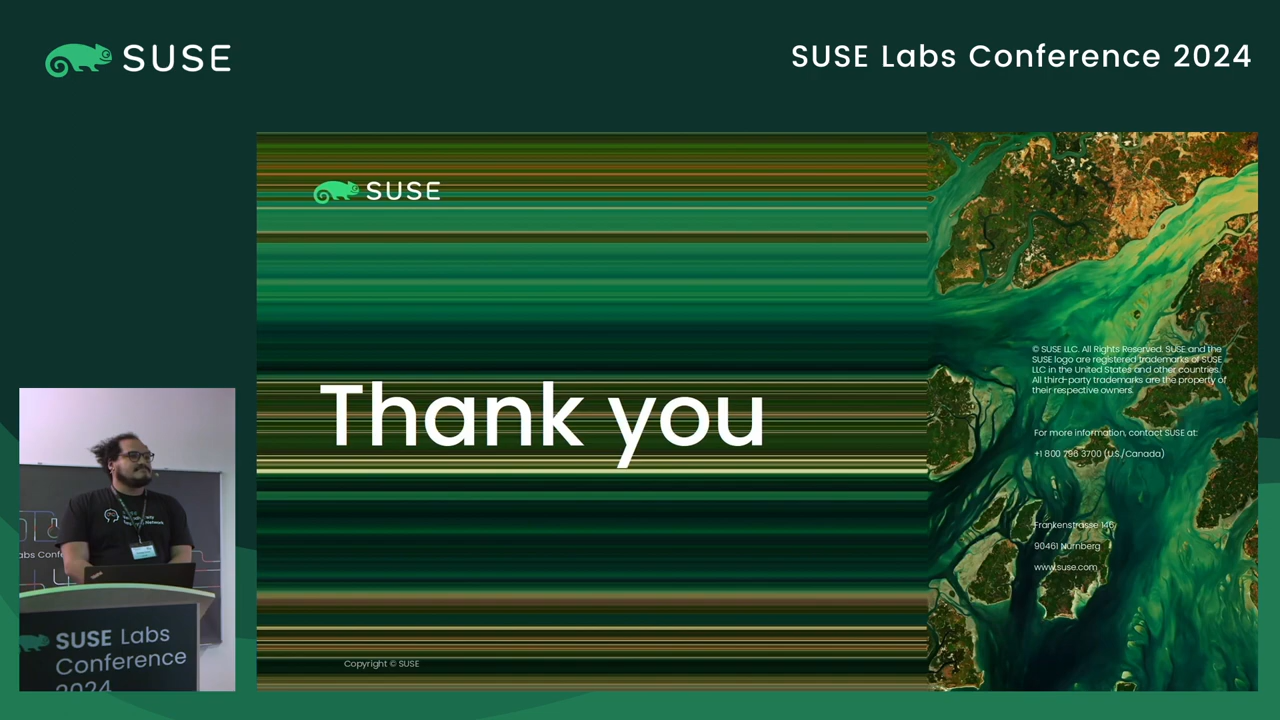 SUSE
SUSE Labs Conference 2024
SUSE
Thank you
© SUSE LLC. All Rights Reserved. SUSE and the
SUSE logo are registered trademarks of SUSE
LLC in the United States and other countries.
All third-party trademarks are the property of
their respective owners.
For more information, contact SUSE at:
+1 800 796 3700 (U.S./Canada)
Frankenstrasse 146
90461 Nürnberg
www.suse.com
Copyright © SUSE
SUSE Labs
Conference
2024